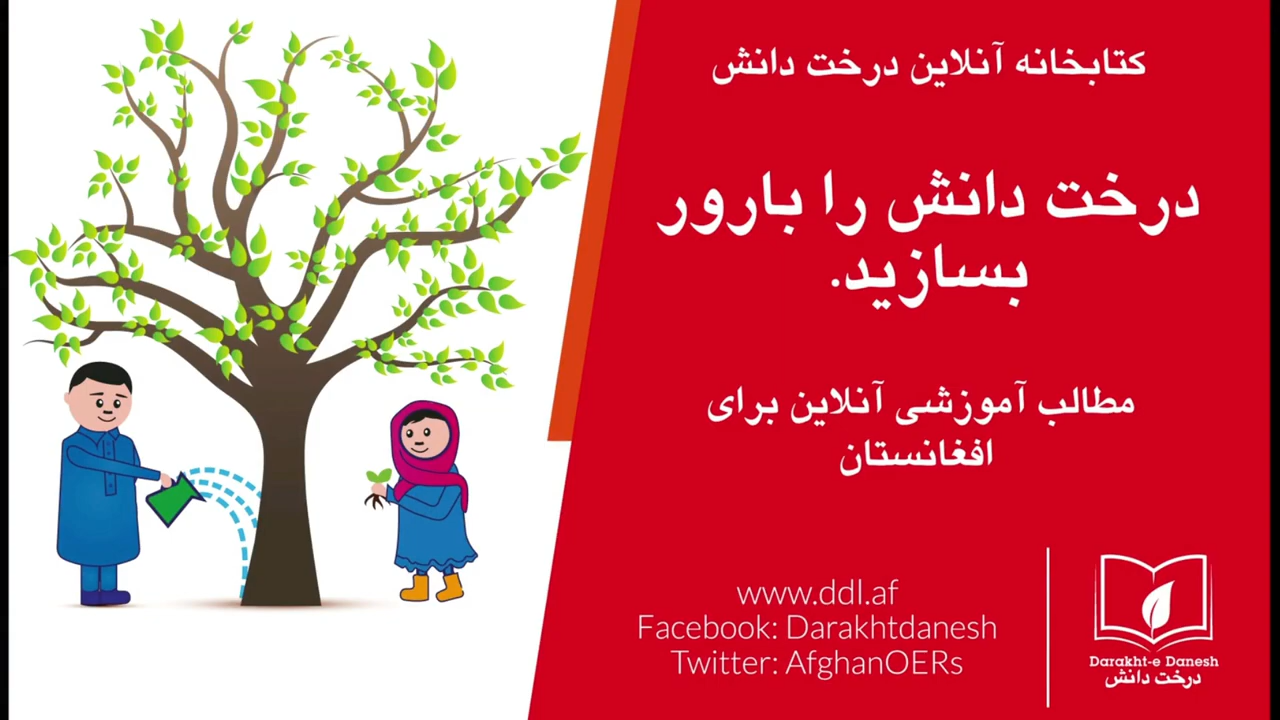 کتابخانه آنلاین درخت دانش
درخت دانش را بارور
بسازید.
مطالب آموزشی آنلاین برای
افغانستان
www.ddl.af
Facebook: Darakhtdanesh
Twitter: AfghanOERs
Darakht-e Danesh
درخت دانش